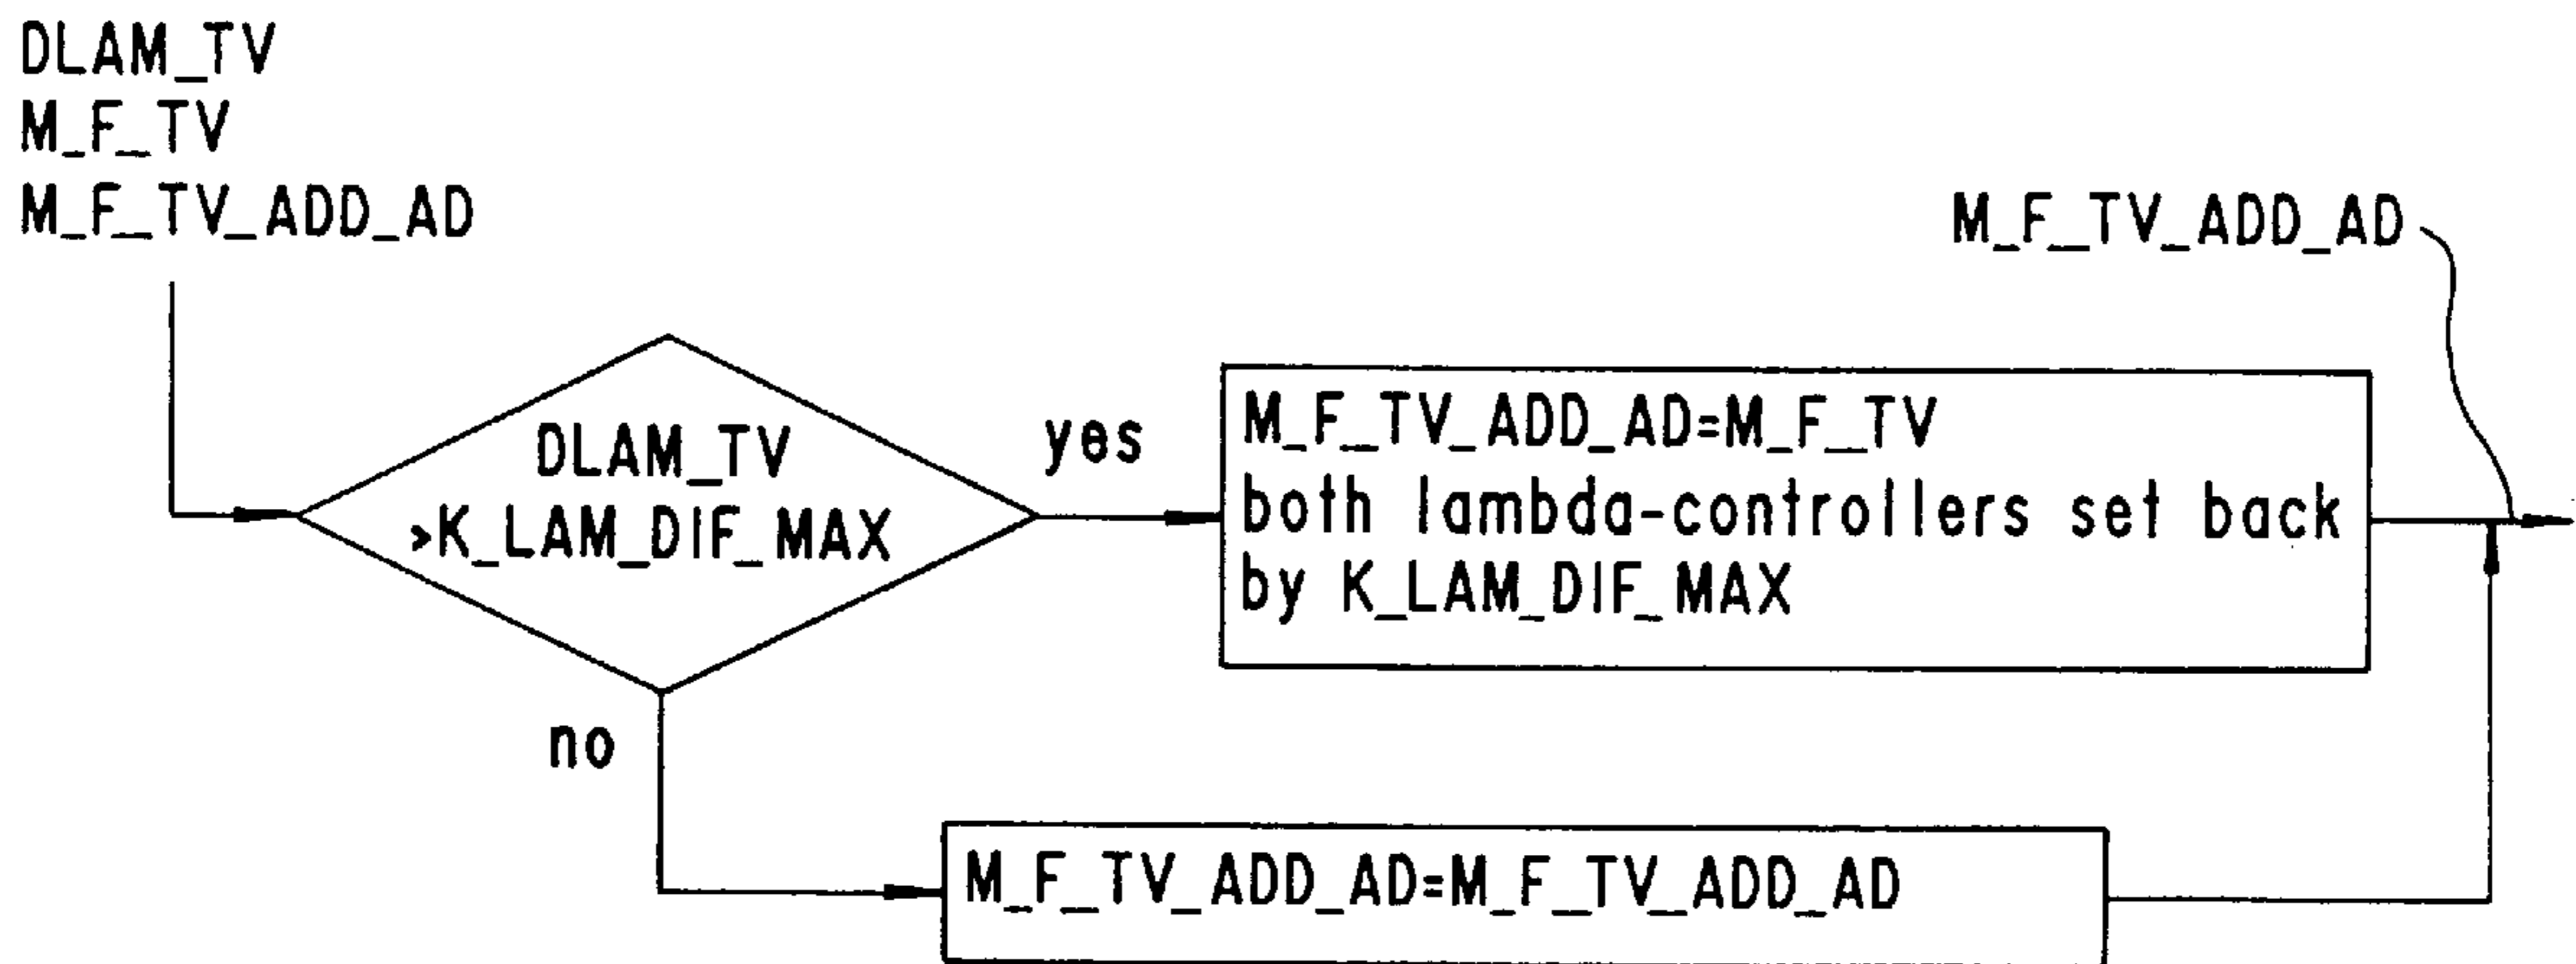 DLAM_TV
M_F_TV
M_F_TV_ADD_AD
M_F_TV_ADD_AD
DLAM_TV
>K_LAM_DIF_MAX
yes
M_F_TV_ADD_AD=M_F_TV
both lambda-controllers set back
by K_LAM_DIF_MAX
no
M_F_TV_ADD_AD=M_F_TV_ADD_AD